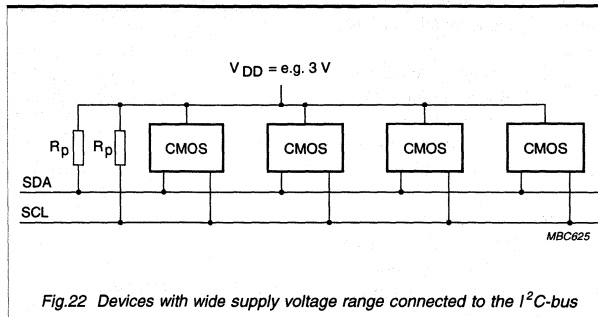 V DD = e.g. 3 V
Rp Rp CMOS CMOS CMOS CMOS
SDA
SCL
MBC625
Fig.22 Devices with wide supply voltage range connected to the I²C-bus